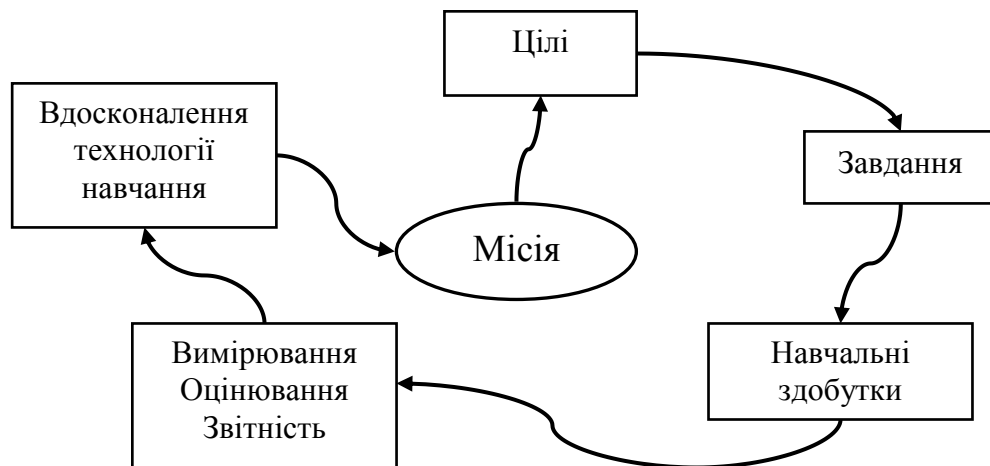 Цілі
Вдосконалення
технології
навчання
Завдання
Місія
Вимірювання
Оцінювання
Звітність
Навчальні
здобутки